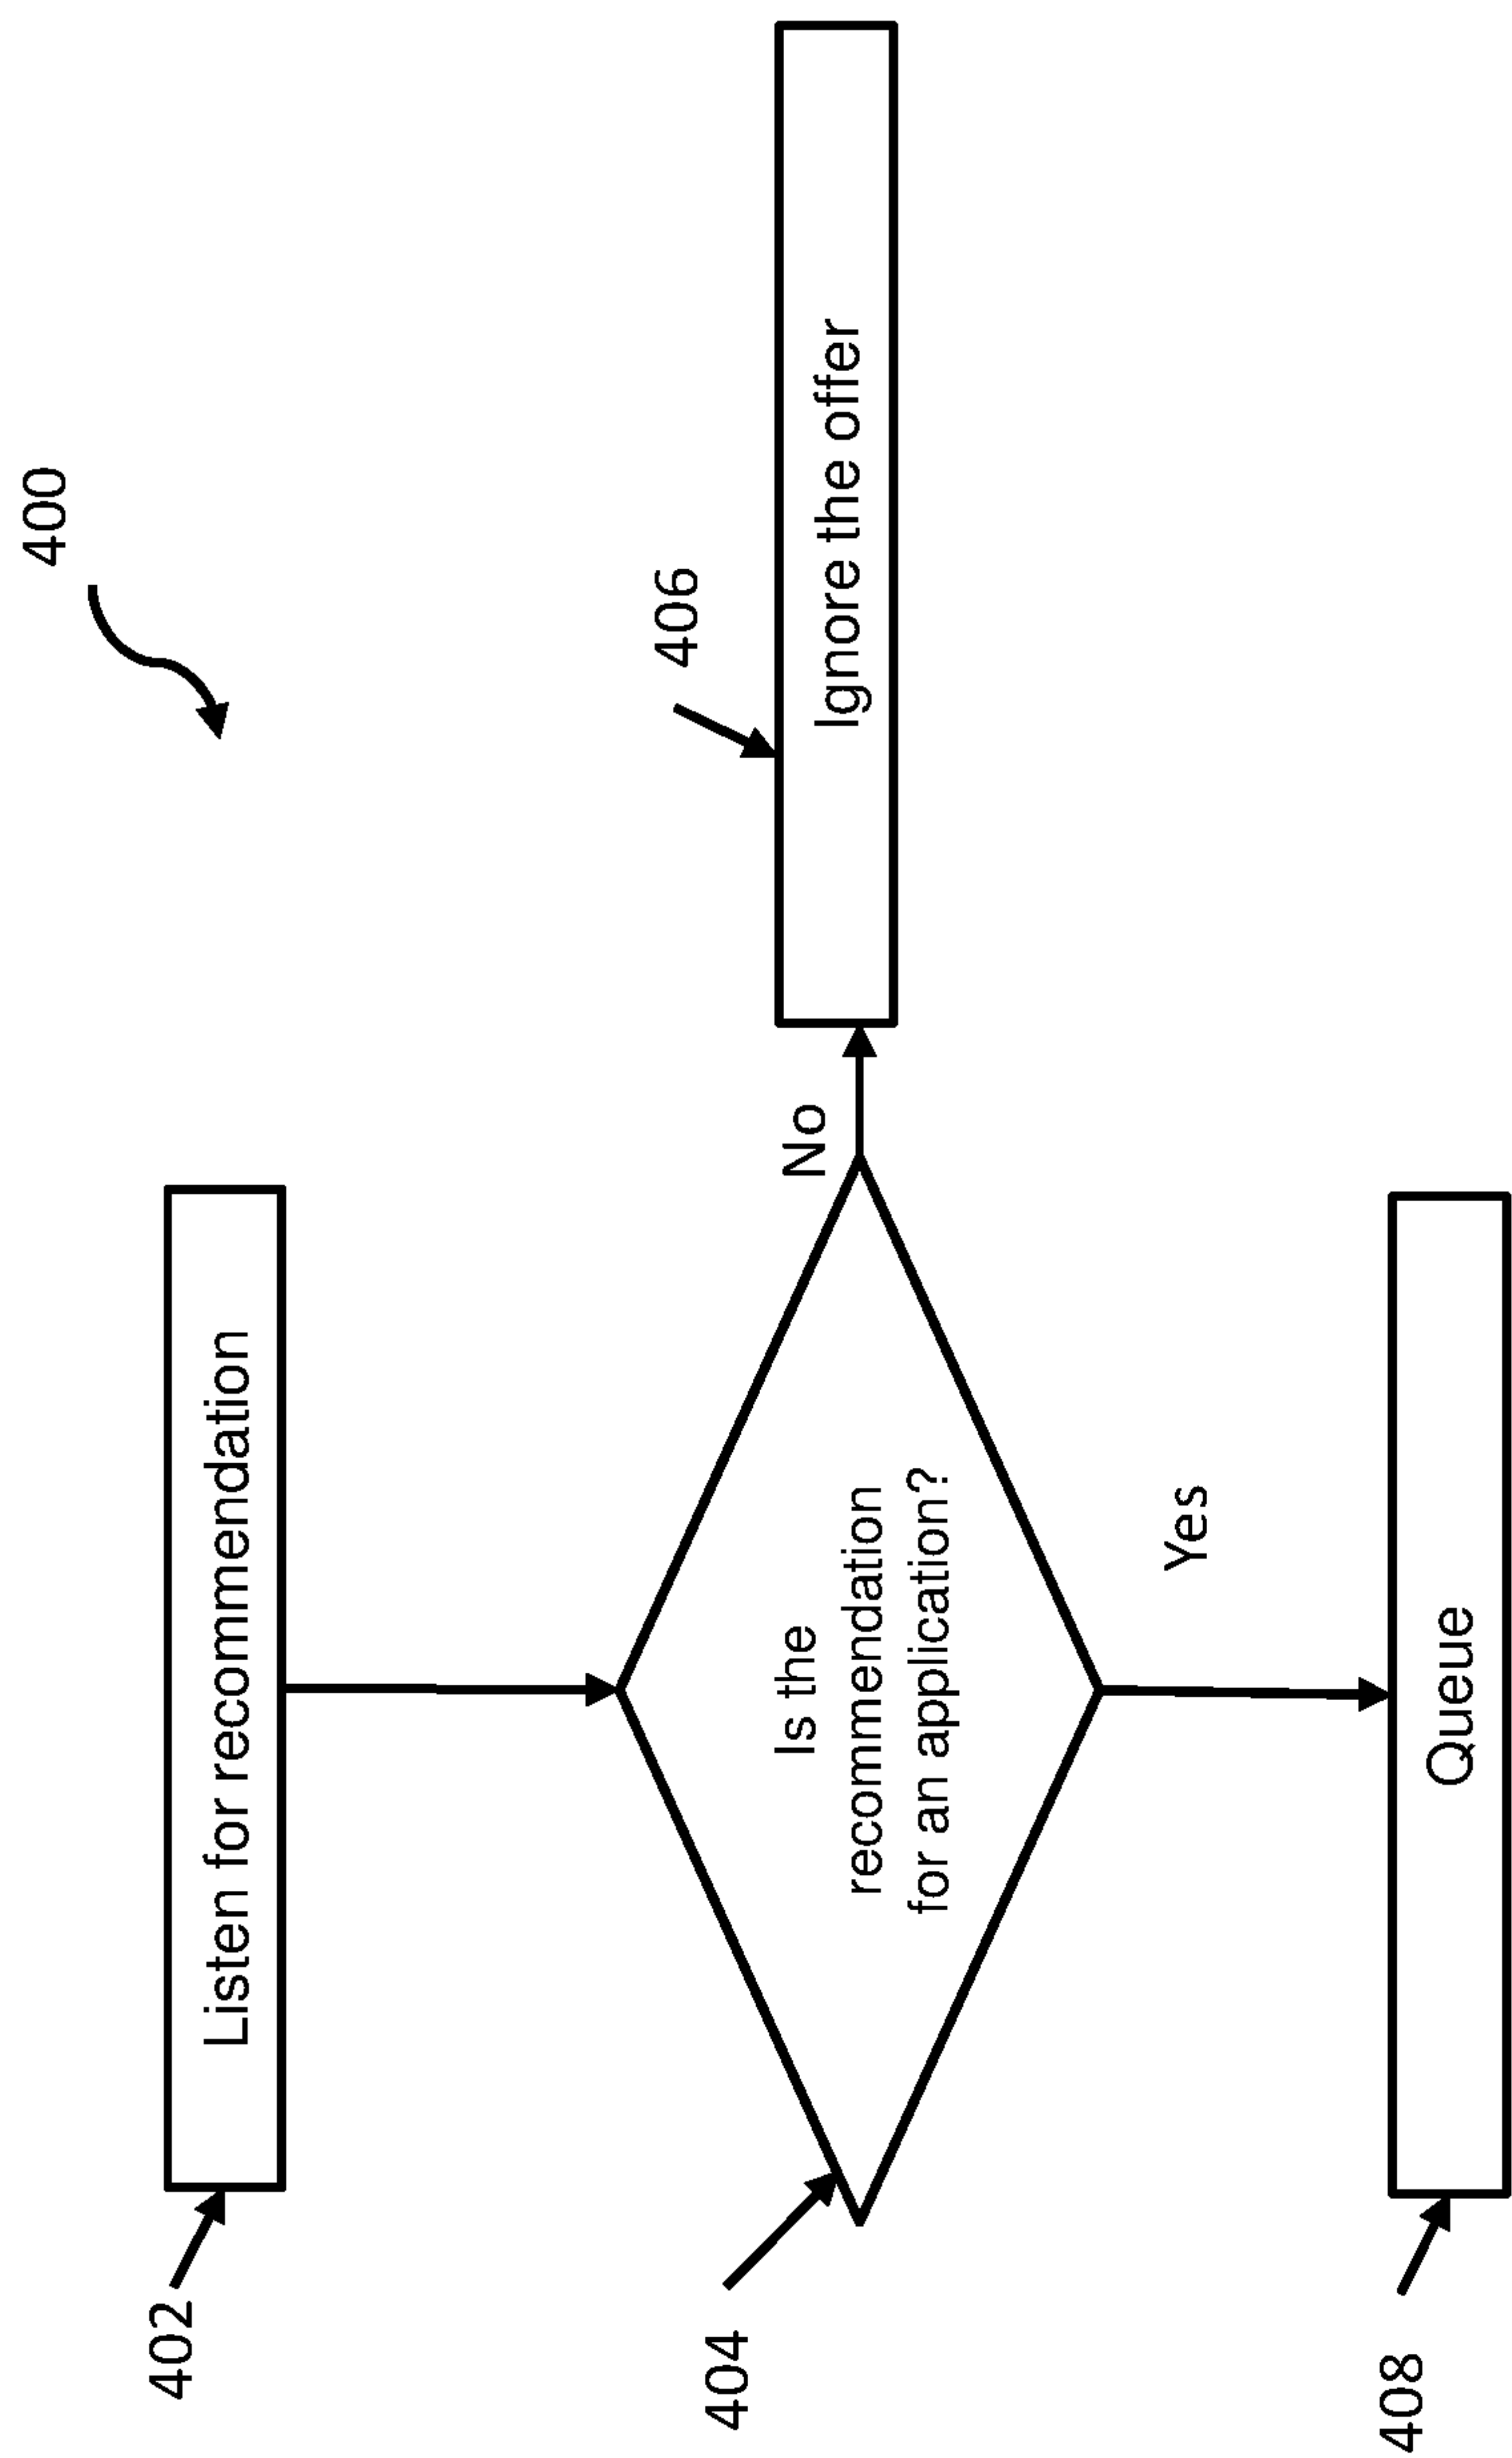 400
402
Listen for recommendation
404
Is the
recommendation
for an application?
No
406
Ignore the offer
Yes
408
Queue